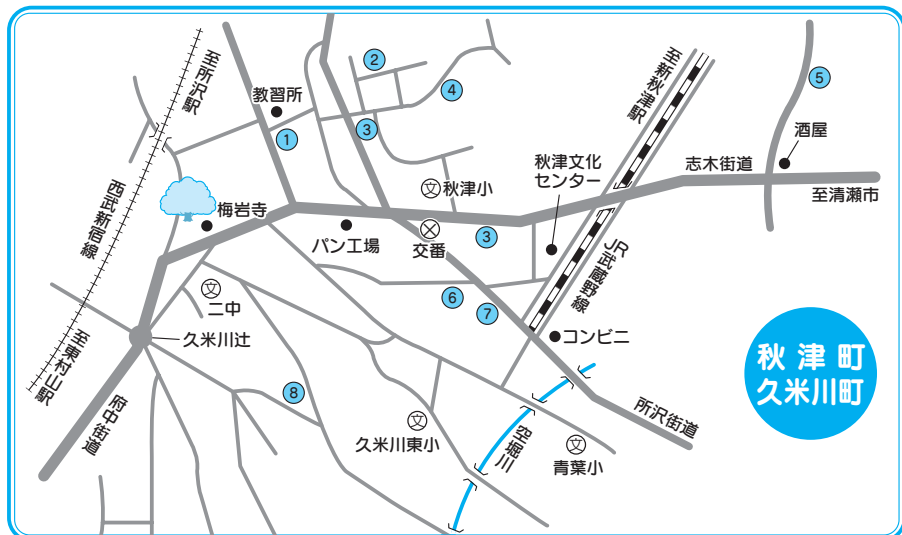 至所沢駅
西武新宿線
至東村山駅
教習所
①
②
③
④
梅岩寺
パン工場
文 秋津小
交番
③
秋津文化
センター
至新秋津駅
JR武蔵野線
志木街道
⑤
酒屋
至清瀬市
文
二中
久米川辻
府中街道
⑥
⑦
コンビニ
⑧
文
久米川東小
空堀川
文
青葉小
所沢街道
秋津町
久米川町